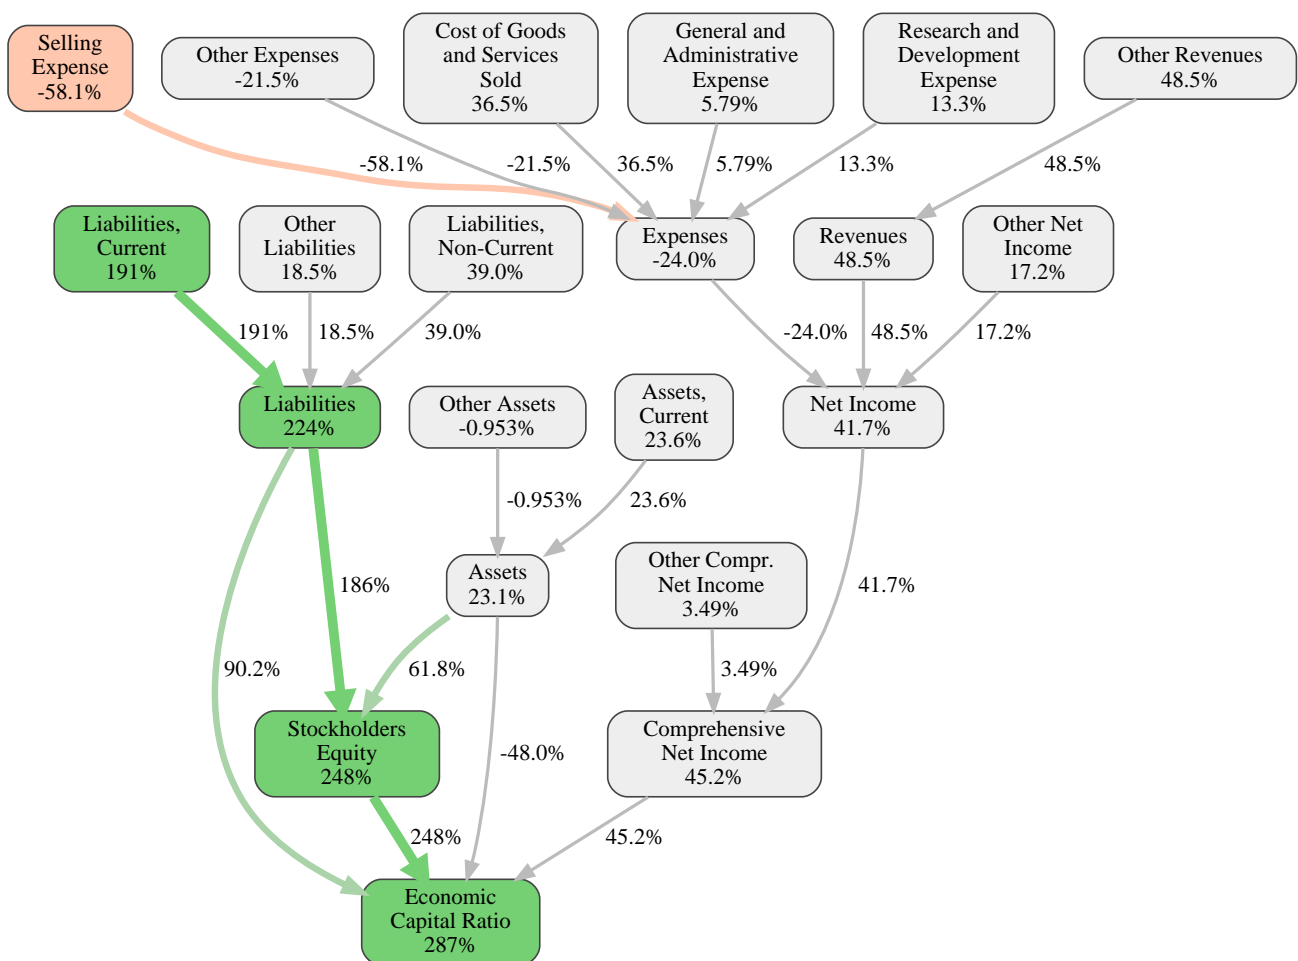 Selling
Expense
-58.1%
Other Expenses
-21.5%
Cost of Goods
and Services
Sold
36.5%
General and
Administrative
Expense
5.79%
Research and
Development
Expense
13.3%
Other Revenues
48.5%
-58.1%
-21.5%
36.5%
5.79%
13.3%
48.5%
Liabilities,
Current
191%
Other
Liabilities
18.5%
Liabilities,
Non-Current
39.0%
Expenses
-24.0%
Revenues
48.5%
Other Net
Income
17.2%
191%
18.5%
39.0%
-24.0%
48.5%
17.2%
Liabilities
224%
Other Assets
-0.953%
Assets,
Current
23.6%
Net Income
41.7%
-0.953%
23.6%
Assets
23.1%
Other Compr.
Net Income
3.49%
186%
41.7%
90.2%
61.8%
3.49%
Stockholders
Equity
248%
-48.0%
Comprehensive
Net Income
45.2%
248%
45.2%
Economic
Capital Ratio
287%